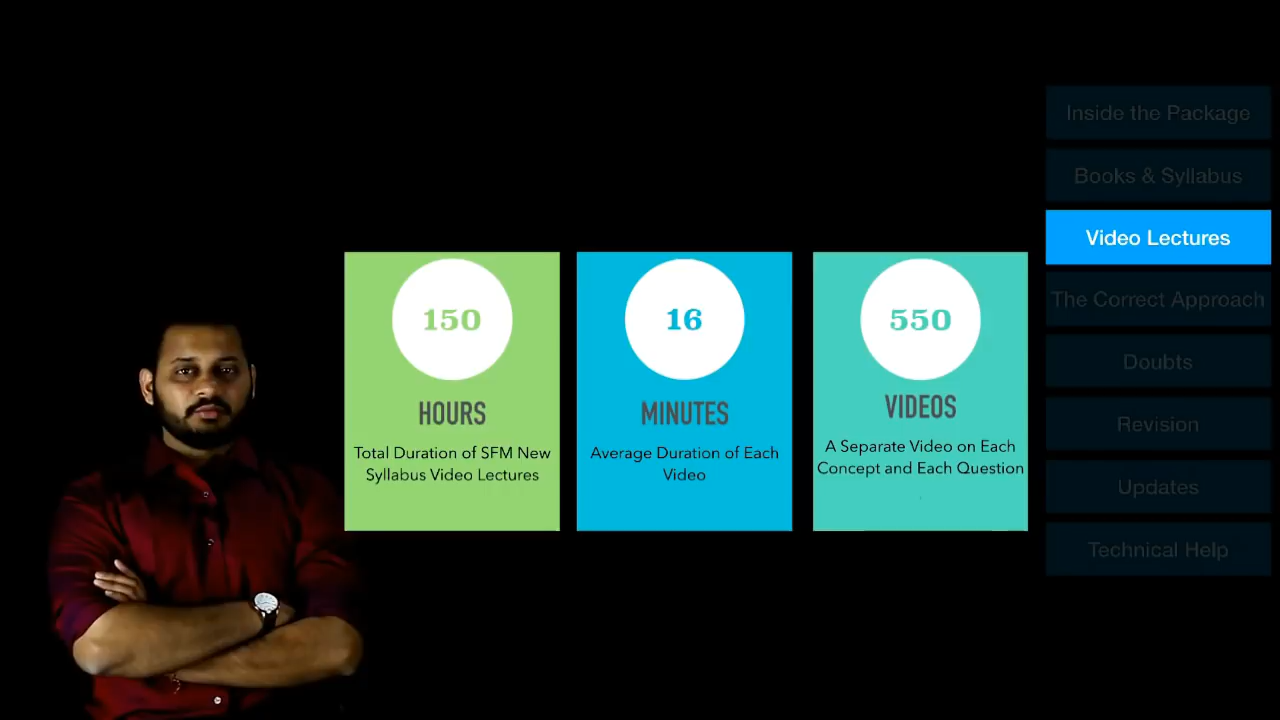 150
HOURS
Total Duration of SFM New
Syllabus Video Lectures
16
MINUTES
Average Duration of Each
Video
550
VIDEOS
A Separate Video on Each
Concept and Each Question
Inside the Package
Books & Syllabus
Video Lectures
The Correct Approach
Doubts
Revision
Updates
Technical Help